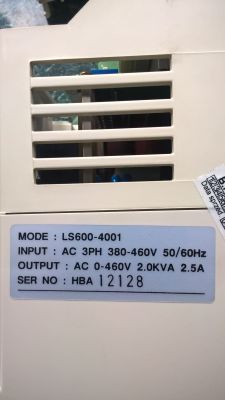 MODE : LS600-4001
INPUT : AC 3PH 380-460V 50/60Hz
OUTPUT : AC 0-460V 2.0KVA 2.5A
SER NO : HBA 12128